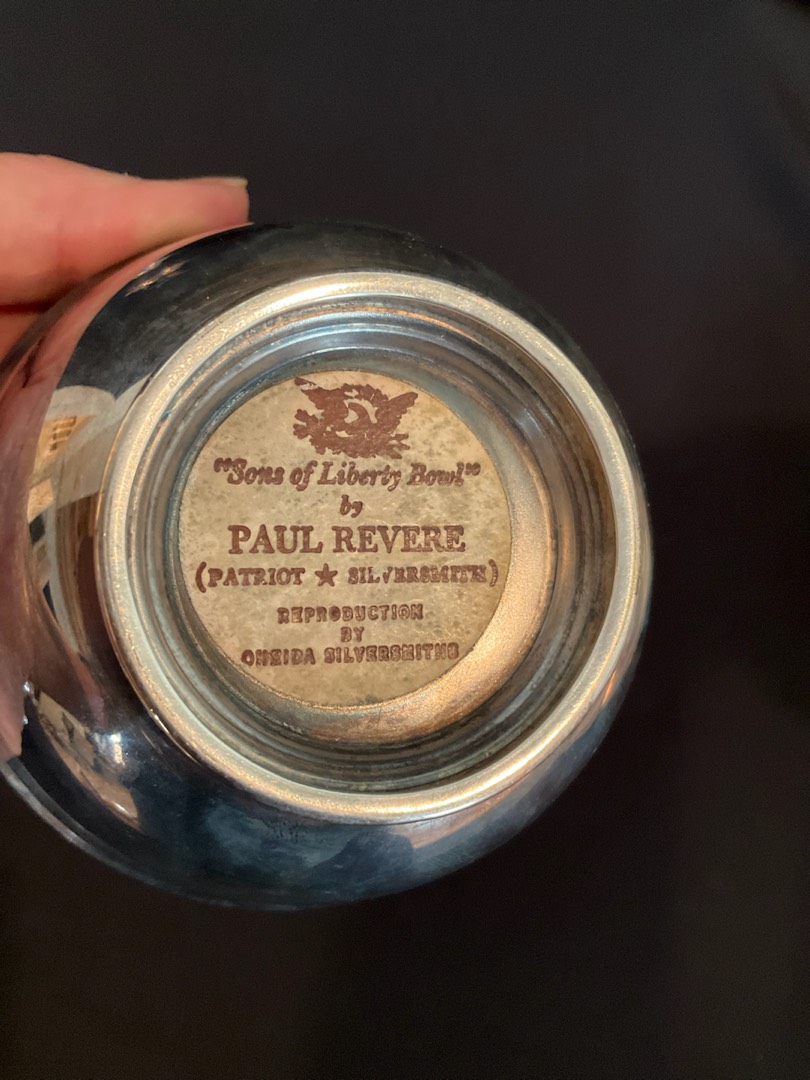 "Sons of Liberty Bowl"
by
PAUL REVERE
(PATRIOT ★ SILVERSMITH)
REPRODUCTION
BY
ONEIDA SILVERSMITHS